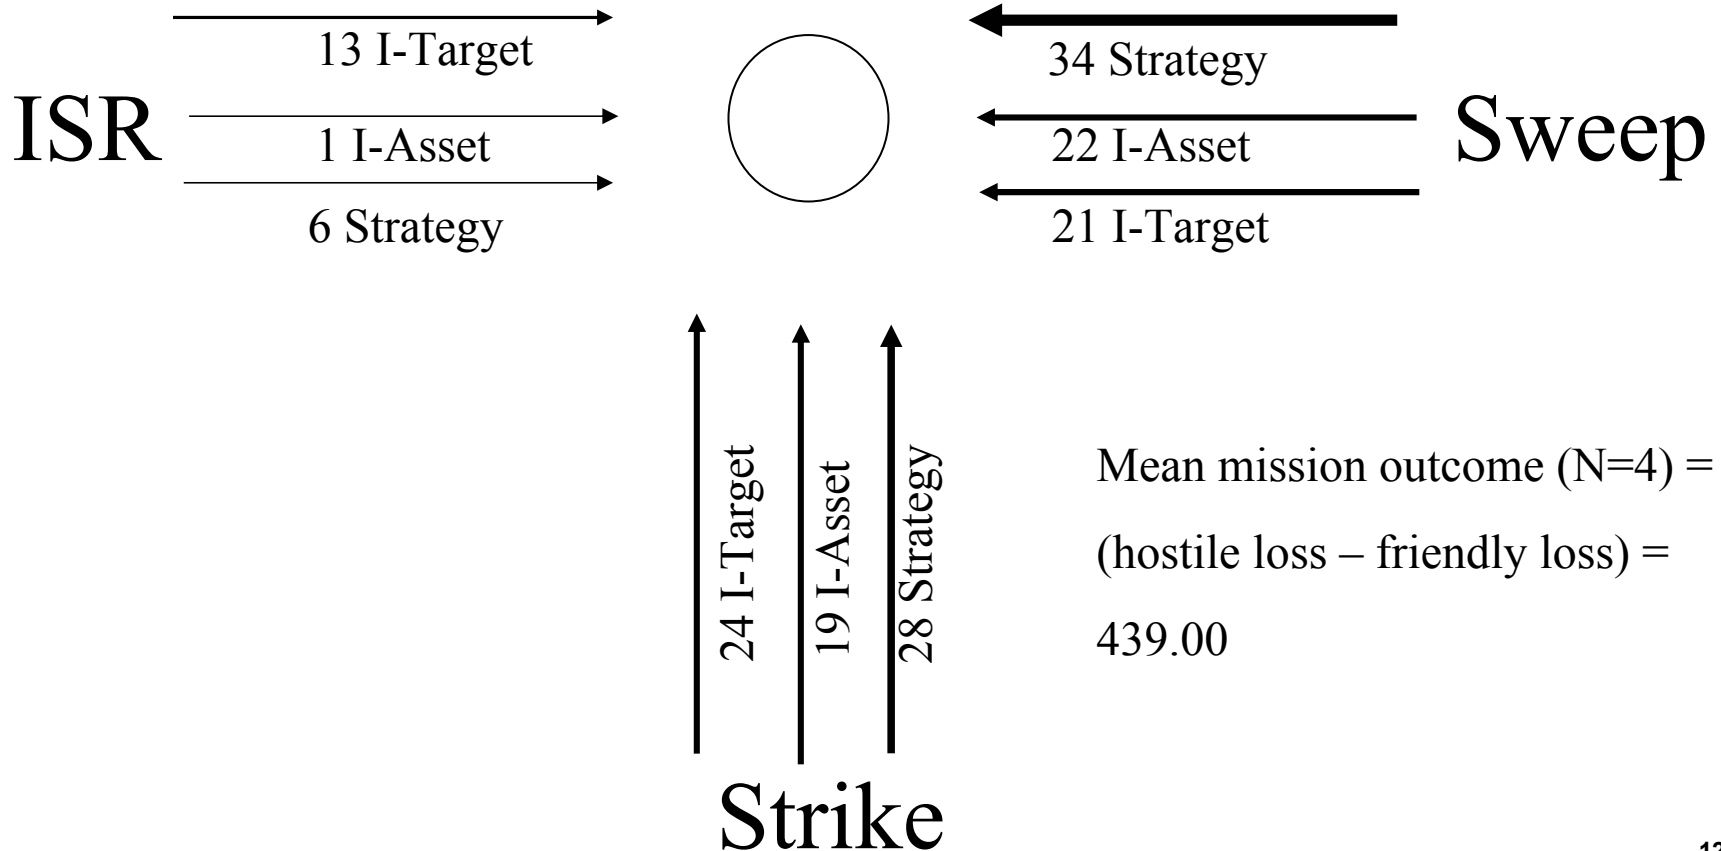 13 I-Target
ISR
1 I-Asset
6 Strategy
34 Strategy
22 I-Asset
Sweep
21 I-Target
24 I-Target
19 I-Asset
28 Strategy
Strike
Mean mission outcome (N=4) =
(hostile loss – friendly loss) =
439.00